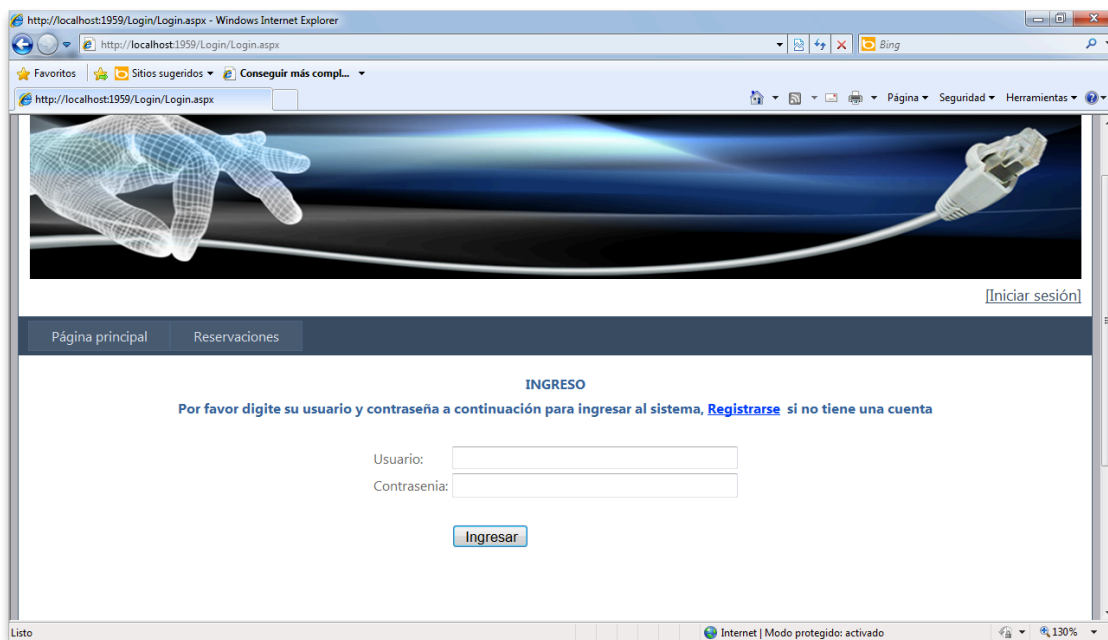 http://localhost:1959/Login/Login.aspx - Windows Internet Explorer
http://localhost:1959/Login/Login.aspx
Bing
Favoritos Sitios sugeridos Conseguir más compl...
http://localhost:1959/Login/Login.aspx
Página Seguridad Herramientas
[Iniciar sesión]
Página principal Reservaciones
INGRESO
Por favor digite su usuario y contraseña a continuación para ingresar al sistema, Registrarse si no tiene una cuenta
Usuario:
Contrasenia:
Ingresar
Listo Internet | Modo protegido: activado 130%